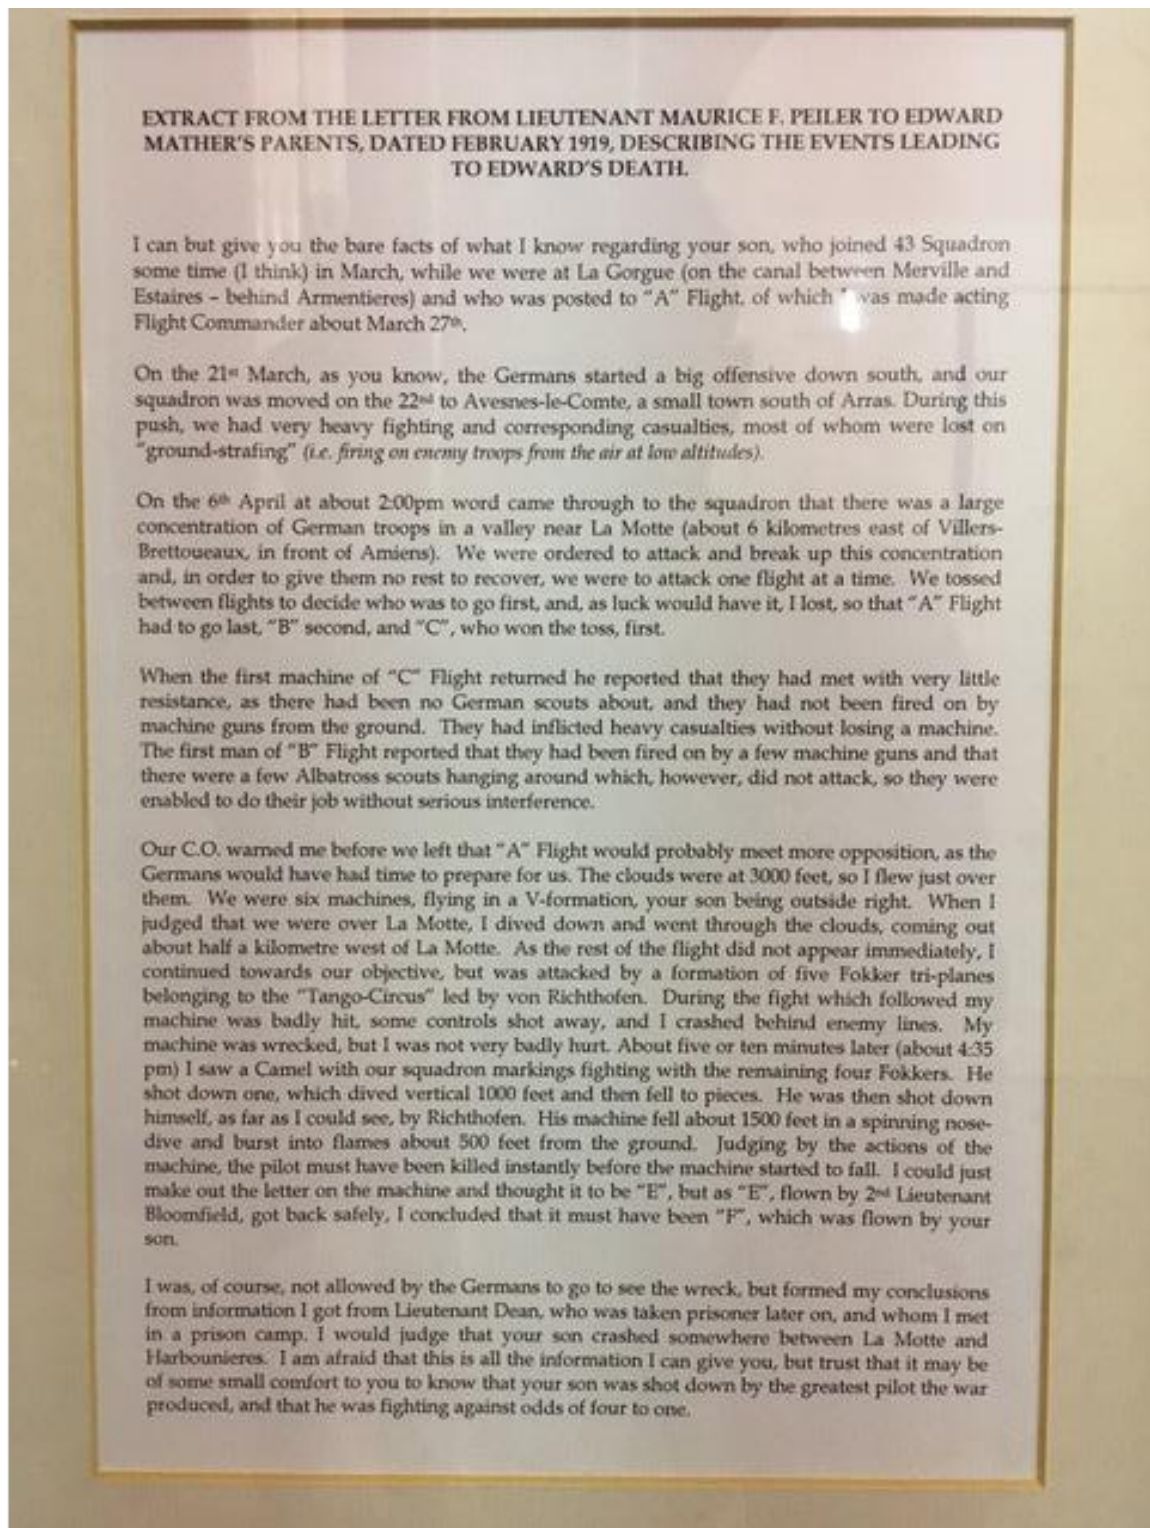 EXTRACT FROM THE LETTER FROM LIEUTENANT MAURICE F. PEILER TO EDWARD
MATHER'S PARENTS, DATED FEBRUARY 1919, DESCRIBING THE EVENTS LEADING
TO EDWARD'S DEATH.
I can but give you the bare facts of what I know regarding your son, who joined 43 Squadron
some time (I think) in March, while we were at La Gorgue (on the canal between Merville and
Estaires – behind Armentieres) and who was posted to "A" Flight, of which was made acting
Flight Commander about March 27th.
On the 21st March, as you know, the Germans started a big offensive down south, and our
squadron was moved on the 22nd to Avesnes-le-Comte, a small town south of Arras. During this
push, we had very heavy fighting and corresponding casualties, most of whom were lost on
"ground-strafing" (i.e. firing on enemy troops from the air at low altitudes).
On the 6th April at about 2:00pm word came through to the squadron that there was a large
concentration of German troops in a valley near La Motte (about 6 kilometres east of Villers-
Brettoueaux, in front of Amiens). We were ordered to attack and break up this concentration
and, in order to give them no rest to recover, we were to attack one flight at a time. We tossed
between flights to decide who was to go first, and, as luck would have it, I lost, so that "A" Flight
had to go last, "B" second, and "C", who won the toss, first.
When the first machine of "C" Flight returned he reported that they had met with very little
resistance, as there had been no German scouts about, and they had not been fired on by
machine guns from the ground. They had inflicted heavy casualties without losing a machine.
The first man of "B" Flight reported that they had been fired on by a few machine guns and that
there were a few Albatross scouts hanging around which, however, did not attack, so they were
enabled to do their job without serious interference.
Our C.O. warned me before we left that "A" Flight would probably meet more opposition, as the
Germans would have had time to prepare for us. The clouds were at 3000 feet, so I flew just over
them. We were six machines, flying in a V-formation, your son being outside right. When I
judged that we were over La Motte, I dived down and went through the clouds, coming out
about half a kilometre west of La Motte. As the rest of the flight did not appear immediately, I
continued towards our objective, but was attacked by a formation of five Fokker tri-planes
belonging to the "Tango-Circus" led by von Richthofen. During the fight which followed my
machine was badly hit, some controls shot away, and I crashed behind enemy lines. My
machine was wrecked, but I was not very badly hurt. About five or ten minutes later (about 4:35
pm) I saw a Camel with our squadron markings fighting with the remaining four Fokkers. He
shot down one, which dived vertical 1000 feet and then fell to pieces. He was then shot down
himself, as far as I could see, by Richthofen. His machine fell about 1500 feet in a spinning nose-
dive and burst into flames about 500 feet from the ground. Judging by the actions of the
machine, the pilot must have been killed instantly before the machine started to fall. I could just
make out the letter on the machine and thought it to be "E", but as "E", flown by 2nd Lieutenant
Bloomfield, got back safely, I concluded that it must have been "F", which was flown by your
son.
I was, of course, not allowed by the Germans to go to see the wreck, but formed my conclusions
from information I got from Lieutenant Dean, who was taken prisoner later on, and whom I met
in a prison camp. I would judge that your son crashed somewhere between La Motte and
Harbounieres. I am afraid that this is all the information I can give you, but trust that it may be
of some small comfort to you to know that your son was shot down by the greatest pilot the war
produced, and that he was fighting against odds of four to one.